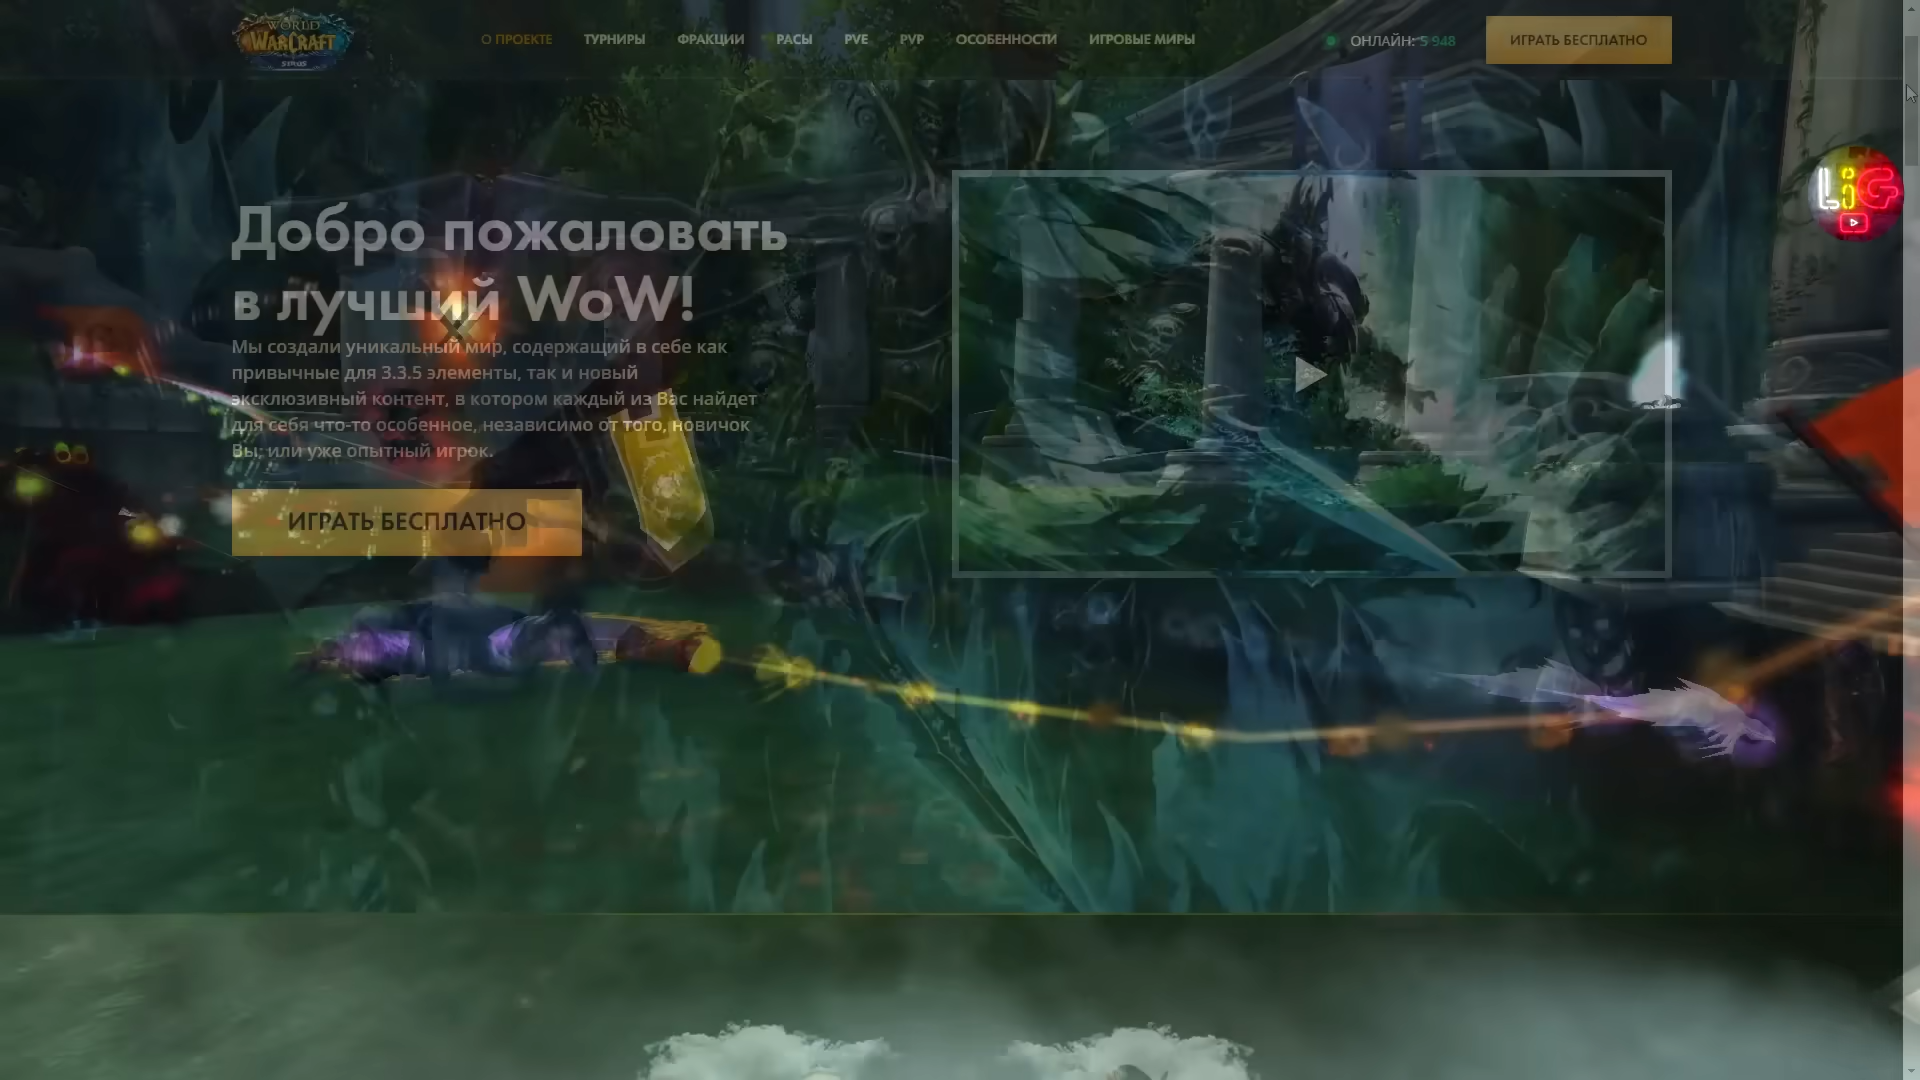 WORLD
WARCRAFT
SIRUS
О ПРОЕКТЕ
ТУРНИРЫ
ФРАКЦИИ
РАСЫ
PVE
PVP
ОСОБЕННОСТИ
ИГРОВЫЕ МИРЫ
ОНЛАЙН: 5 948
ИГРАТЬ БЕСПЛАТНО
LiG
Добро пожаловать
в лучший WoW!
Мы создали уникальный мир, содержащий в себе как
привычные для 3.3.5 элементы, так и новый
эксклюзивный контент, в котором каждый из Вас найдет
для себя что-то особенное, независимо от того, новичок
Вы, или уже опытный игрок.
ИГРАТЬ БЕСПЛАТНО